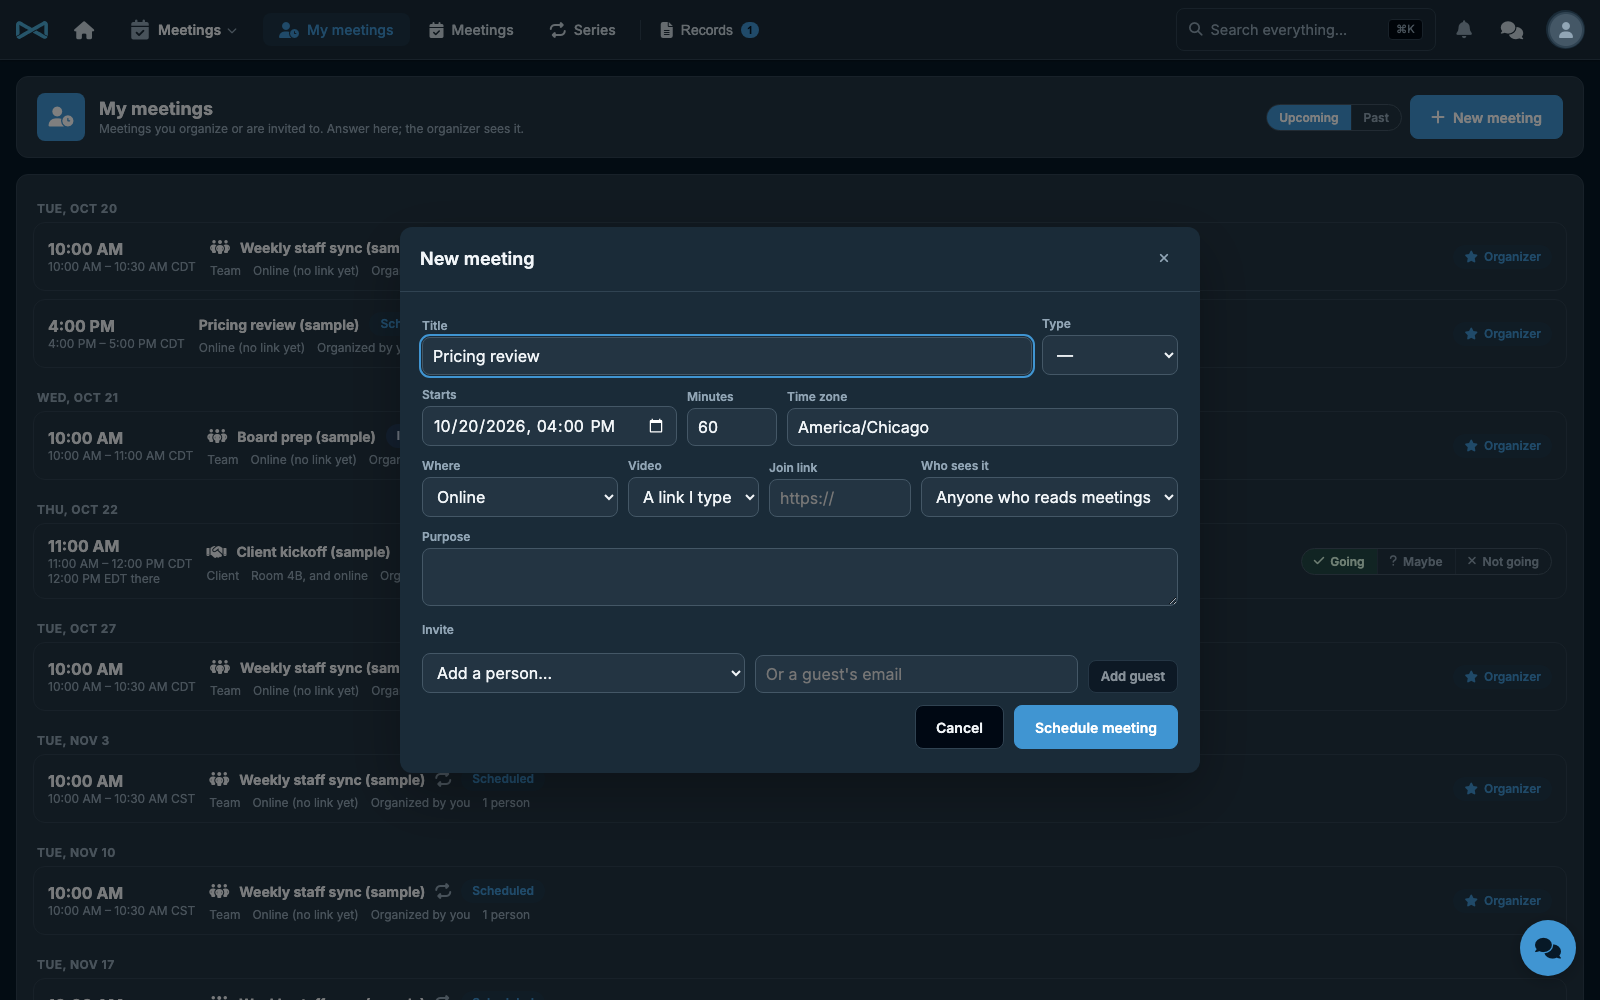 Meetings
My meetings
Meetings
Series
Records 1
Search everything... ⌘K
My meetings
Meetings you organize or are invited to. Answer here; the organizer sees it.
Upcoming Past
+ New meeting
TUE, OCT 20
10:00 AM
10:00 AM – 10:30 AM CDT
Weekly staff sync (sam
Team Online (no link yet) Orga
Organizer
4:00 PM
4:00 PM – 5:00 PM CDT
Pricing review (sample) Sch
Online (no link yet) Organized by y
Organizer
WED, OCT 21
10:00 AM
10:00 AM – 11:00 AM CDT
Board prep (sample)
Team Online (no link yet) Organ
Organizer
THU, OCT 22
11:00 AM
11:00 AM – 12:00 PM CDT
12:00 PM EDT there
Client kickoff (sample)
Client Room 4B, and online Org
Going ? Maybe Not going
TUE, OCT 27
10:00 AM
10:00 AM – 10:30 AM CDT
Weekly staff sync (sam
Team Online (no link yet) Orga
Organizer
TUE, NOV 3
10:00 AM
10:00 AM – 10:30 AM CST
Weekly staff sync (sample) Scheduled
Team Online (no link yet) Organized by you 1 person
Organizer
TUE, NOV 10
10:00 AM
10:00 AM – 10:30 AM CST
Weekly staff sync (sample) Scheduled
Team Online (no link yet) Organized by you 1 person
Organizer
TUE, NOV 17
New meeting
Title
Pricing review
Type
—
Starts
10/20/2026, 04:00 PM
Minutes
60
Time zone
America/Chicago
Where
Online
Video
A link I type
Join link
https://
Who sees it
Anyone who reads meetings
Purpose
Invite
Add a person...
Or a guest's email
Add guest
Cancel
Schedule meeting